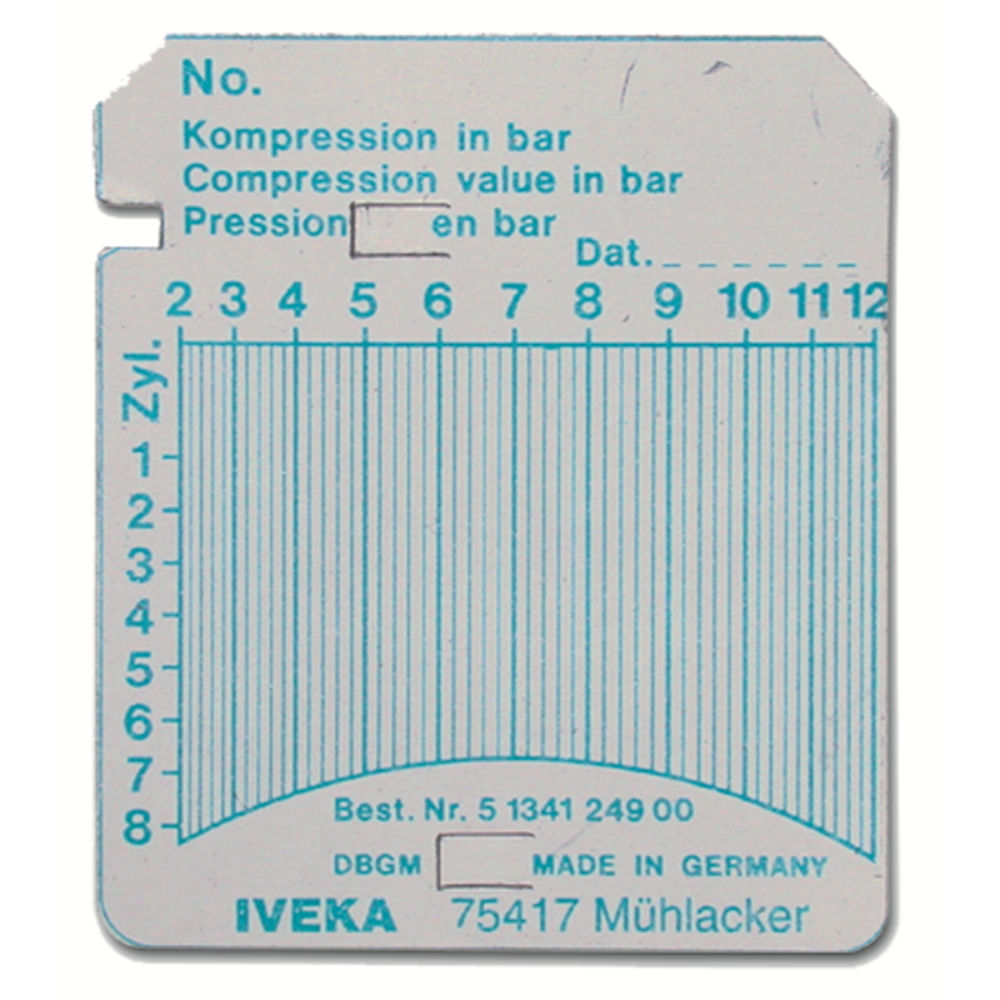 No.
Kompression in bar
Compression value in bar
Pression en bar
Dat. _ _ _ _ _ _
2 3 4 5 6 7 8 9 10 11 12
Zyl.
1
2
3
4
5
6
7
8
Best. Nr. 5 1341 249 00
DBGM MADE IN GERMANY
IVEKA 75417 Mühlacker